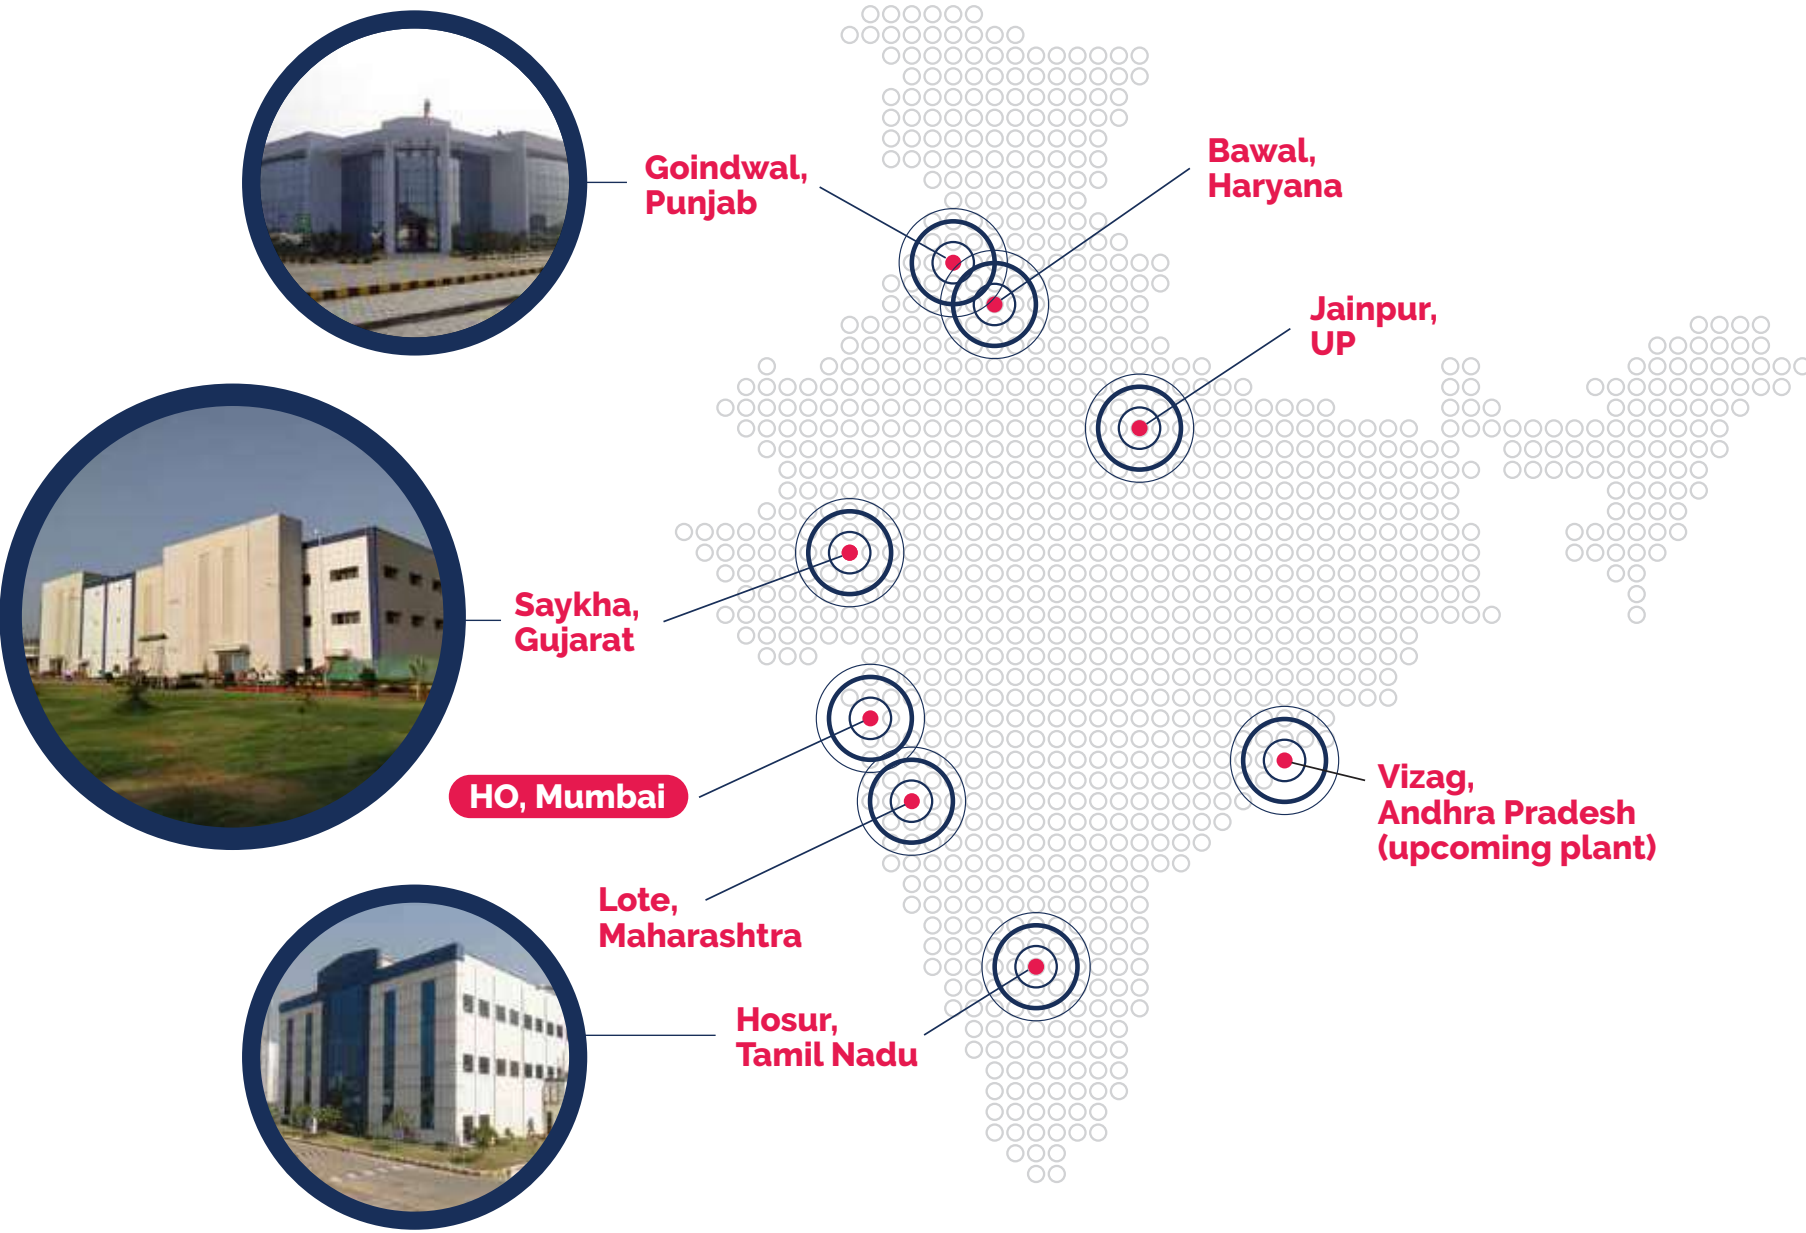 Goindwal,
Punjab
Bawal,
Haryana
Jainpur,
UP
Saykha,
Gujarat
HO, Mumbai
Vizag,
Andhra Pradesh
(upcoming plant)
Lote,
Maharashtra
Hosur,
Tamil Nadu